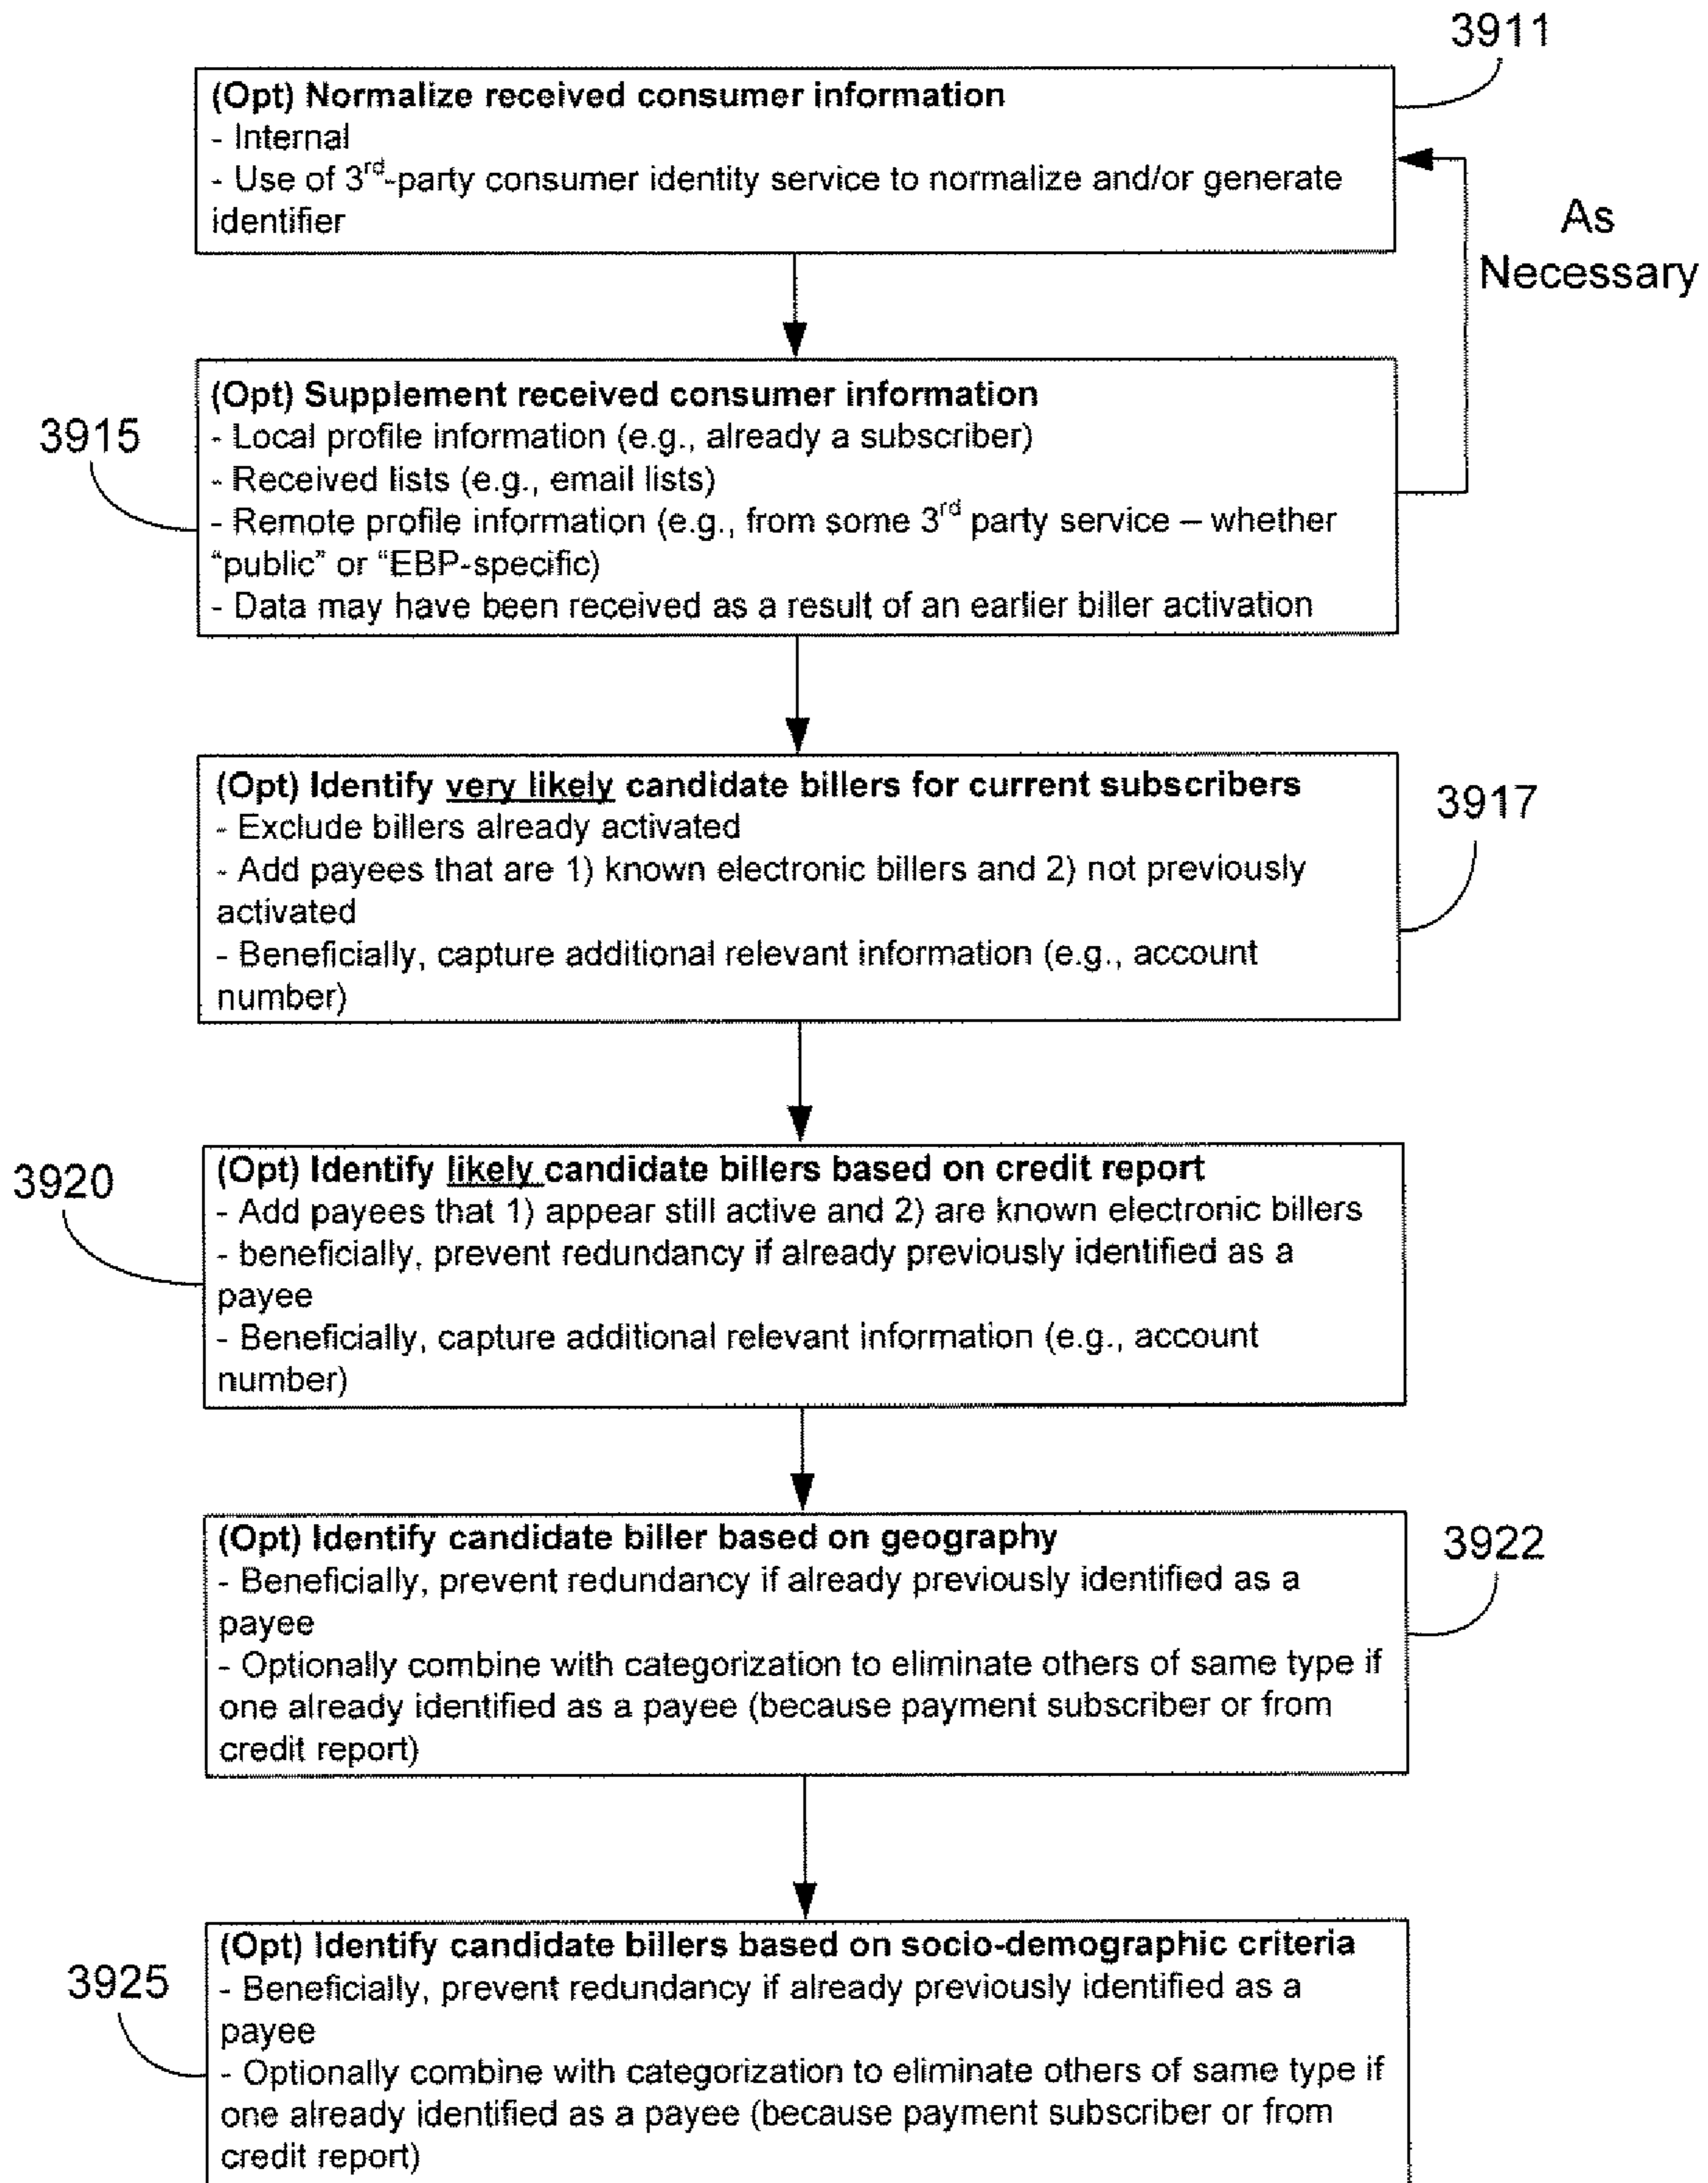 3911
(Opt) Normalize received consumer information
- Internal
- Use of 3rd-party consumer identity service to normalize and/or generate
identifier
As
Necessary
(Opt) Supplement received consumer information
3915
- Local profile information (e.g., already a subscriber)
- Received lists (e.g., email lists)
- Remote profile information (e.g., from some 3rd party service – whether
“public” or “EBP-specific)
- Data may have been received as a result of an earlier biller activation
(Opt) Identify very likely candidate billers for current subscribers
3917
- Exclude billers already activated
- Add payees that are 1) known electronic billers and 2) not previously
activated
- Beneficially, capture additional relevant information (e.g., account
number)
3920
(Opt) Identify likely candidate billers based on credit report
- Add payees that 1) appear still active and 2) are known electronic billers
- beneficially, prevent redundancy if already previously identified as a
payee
- Beneficially, capture additional relevant information (e.g., account
number)
(Opt) Identify candidate biller based on geography
3922
- Beneficially, prevent redundancy if already previously identified as a
payee
- Optionally combine with categorization to eliminate others of same type if
one already identified as a payee (because payment subscriber or from
credit report)
(Opt) Identify candidate billers based on socio-demographic criteria
3925
- Beneficially, prevent redundancy if already previously identified as a
payee
- Optionally combine with categorization to eliminate others of same type if
one already identified as a payee (because payment subscriber or from
credit report)